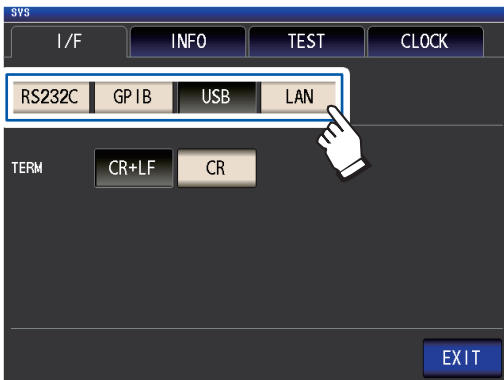 SYS
I/F INFO TEST CLOCK
RS232C GPIB USB LAN
TERM CR+LF CR
EXIT